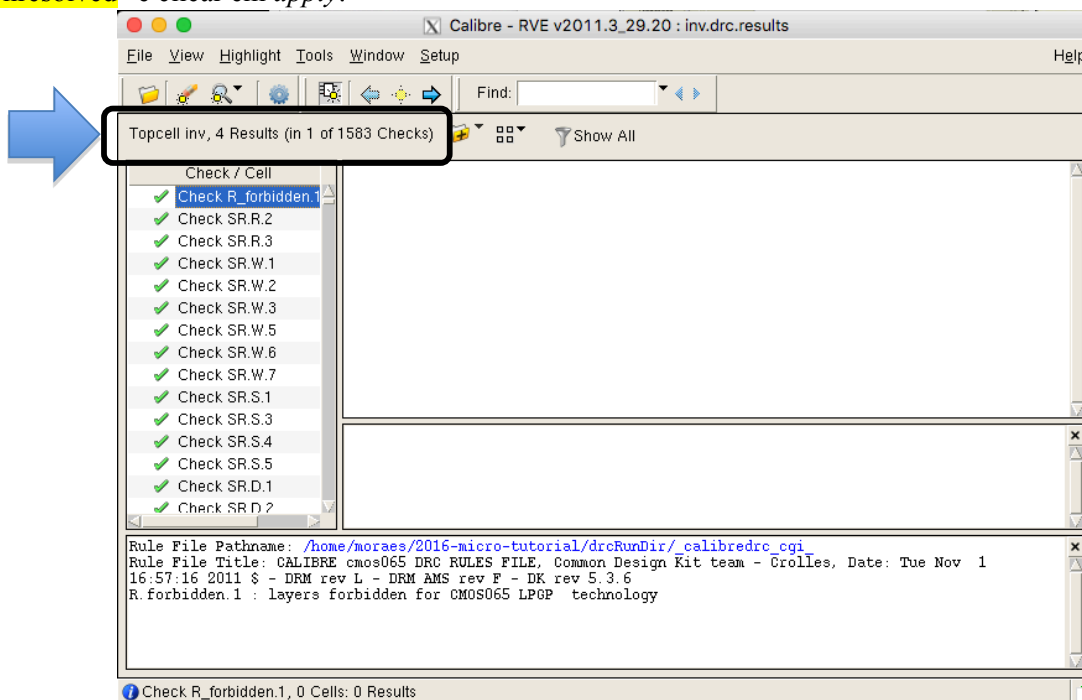 Calibre - RVE v2011.3_29.20 : inv.drc.results
File View Highlight Tools Window Setup Help
Find:
Topcell inv, 4 Results (in 1 of 1583 Checks) Show All
Check / Cell
Check R_forbidden.1
Check SR.R.2
Check SR.R.3
Check SR.W.1
Check SR.W.2
Check SR.W.3
Check SR.W.5
Check SR.W.6
Check SR.W.7
Check SR.S.1
Check SR.S.3
Check SR.S.4
Check SR.S.5
Check SR.D.1
Check SR.D.2
Rule File Pathname: /home/moraes/2016-micro-tutorial/drcRunDir/_calibredrc_cgi_
Rule File Title: CALIBRE cmos065 DRC RULES FILE, Common Design Kit team - Crolles, Date: Tue Nov 1
16:57:16 2011 $ - DRM rev L - DRM AMS rev F - DK rev 5.3.6
R.forbidden.1 : layers forbidden for CMOS065 LPGP technology
Check R_forbidden.1, 0 Cells: 0 Results